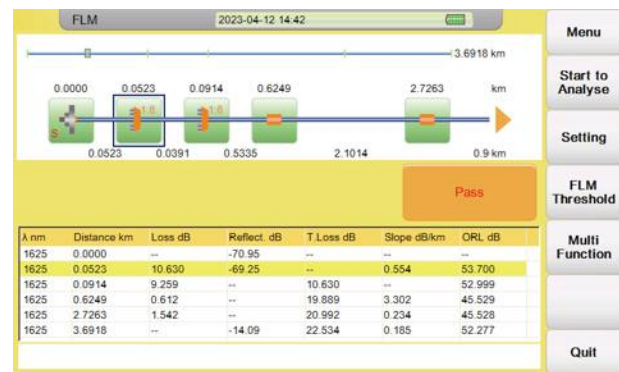 FLM 2023-04-12 14:42
3.6918 km
0.0000 0.0523 0.0914 0.6249 2.7263 km
1:8 1:8
S
0.0523 0.0391 0.5335 2.1014 0.9 km
Pass
λ nm Distance km Loss dB Reflect. dB T.Loss dB Slope dB/km ORL dB
1625 0.0000 -- -70.95 -- -- --
1625 0.0523 10.630 -69.25 -- 0.554 53.700
1625 0.0914 9.259 -- 10.630 -- 52.999
1625 0.6249 0.612 -- 19.889 3.302 45.529
1625 2.7263 1.542 -- 20.992 0.234 45.528
1625 3.6918 -- -14.09 22.534 0.185 52.277
Menu
Start to
Analyse
Setting
FLM
Threshold
Multi
Function
Quit